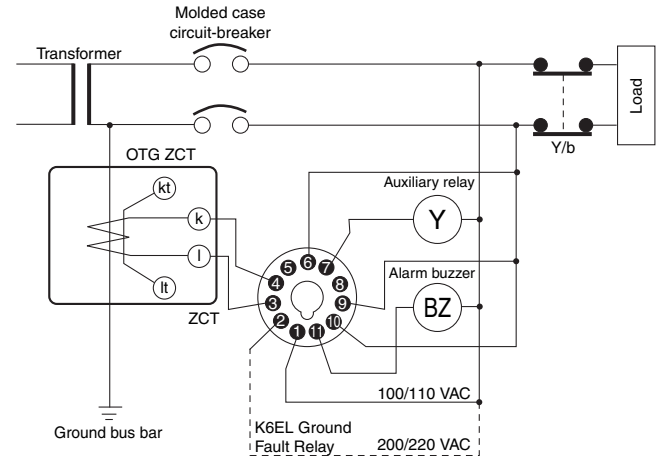 Molded case
circuit-breaker
Transformer
Load
Y/b
OTG ZCT
kt
k
l
lt
ZCT
Auxiliary relay
Y
Alarm buzzer
BZ
6
5
7
4
8
3
9
2
10
1
11
100/110 VAC
K6EL Ground
Fault Relay
200/220 VAC
Ground bus bar